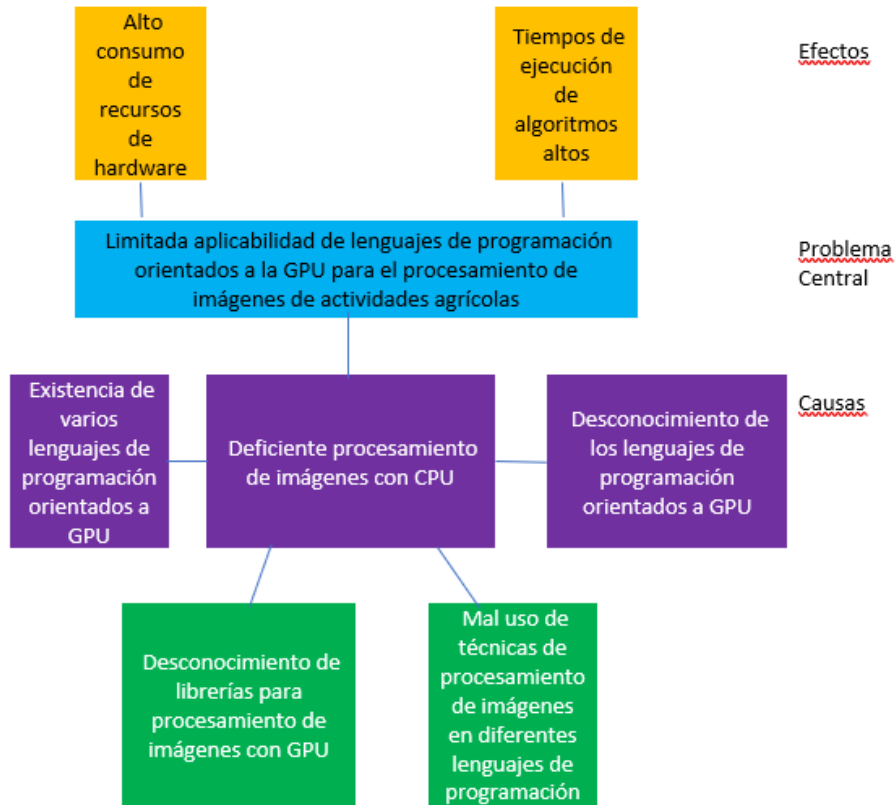 Alto
consumo
de
recursos
de
hardware
Tiempos de
ejecución
de
algoritmos
altos
Efectos
Limitada aplicabilidad de lenguajes de programación
orientados a la GPU para el procesamiento de
imágenes de actividades agrícolas
Problema
Central
Existencia de
varios
lenguajes de
programación
orientados a
GPU
Deficiente procesamiento
de imágenes con CPU
Desconocimiento de
los lenguajes de
programación
orientados a GPU
Causas
Desconocimiento de
librerías para
procesamiento de
imágenes con GPU
Mal uso de
técnicas de
procesamiento
de imágenes
en diferentes
lenguajes de
programación